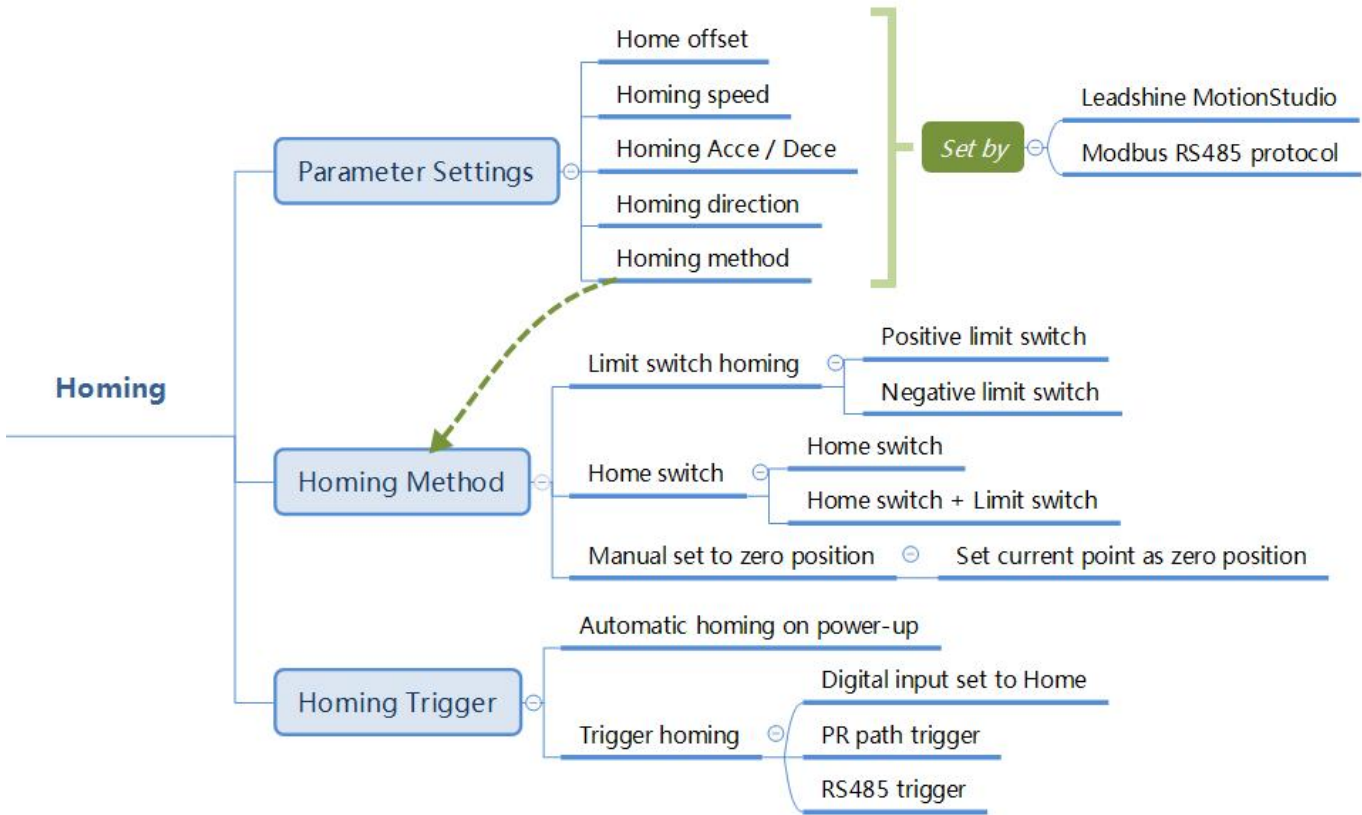 Homing
Parameter Settings
Home offset
Homing speed
Homing Acce / Dece
Homing direction
Homing method
Set by
Leadshine MotionStudio
Modbus RS485 protocol
Homing Method
Limit switch homing
Positive limit switch
Negative limit switch
Home switch
Home switch
Home switch + Limit switch
Manual set to zero position
Set current point as zero position
Homing Trigger
Automatic homing on power-up
Trigger homing
Digital input set to Home
PR path trigger
RS485 trigger